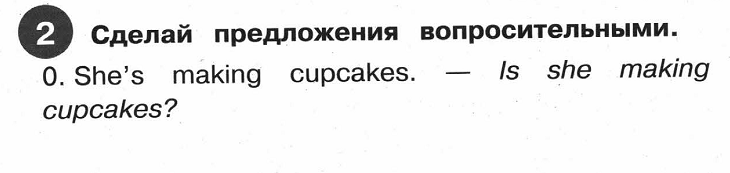 2 Сделай предложения вопросительными.
0. She's making cupcakes. — Is she making
cupcakes?